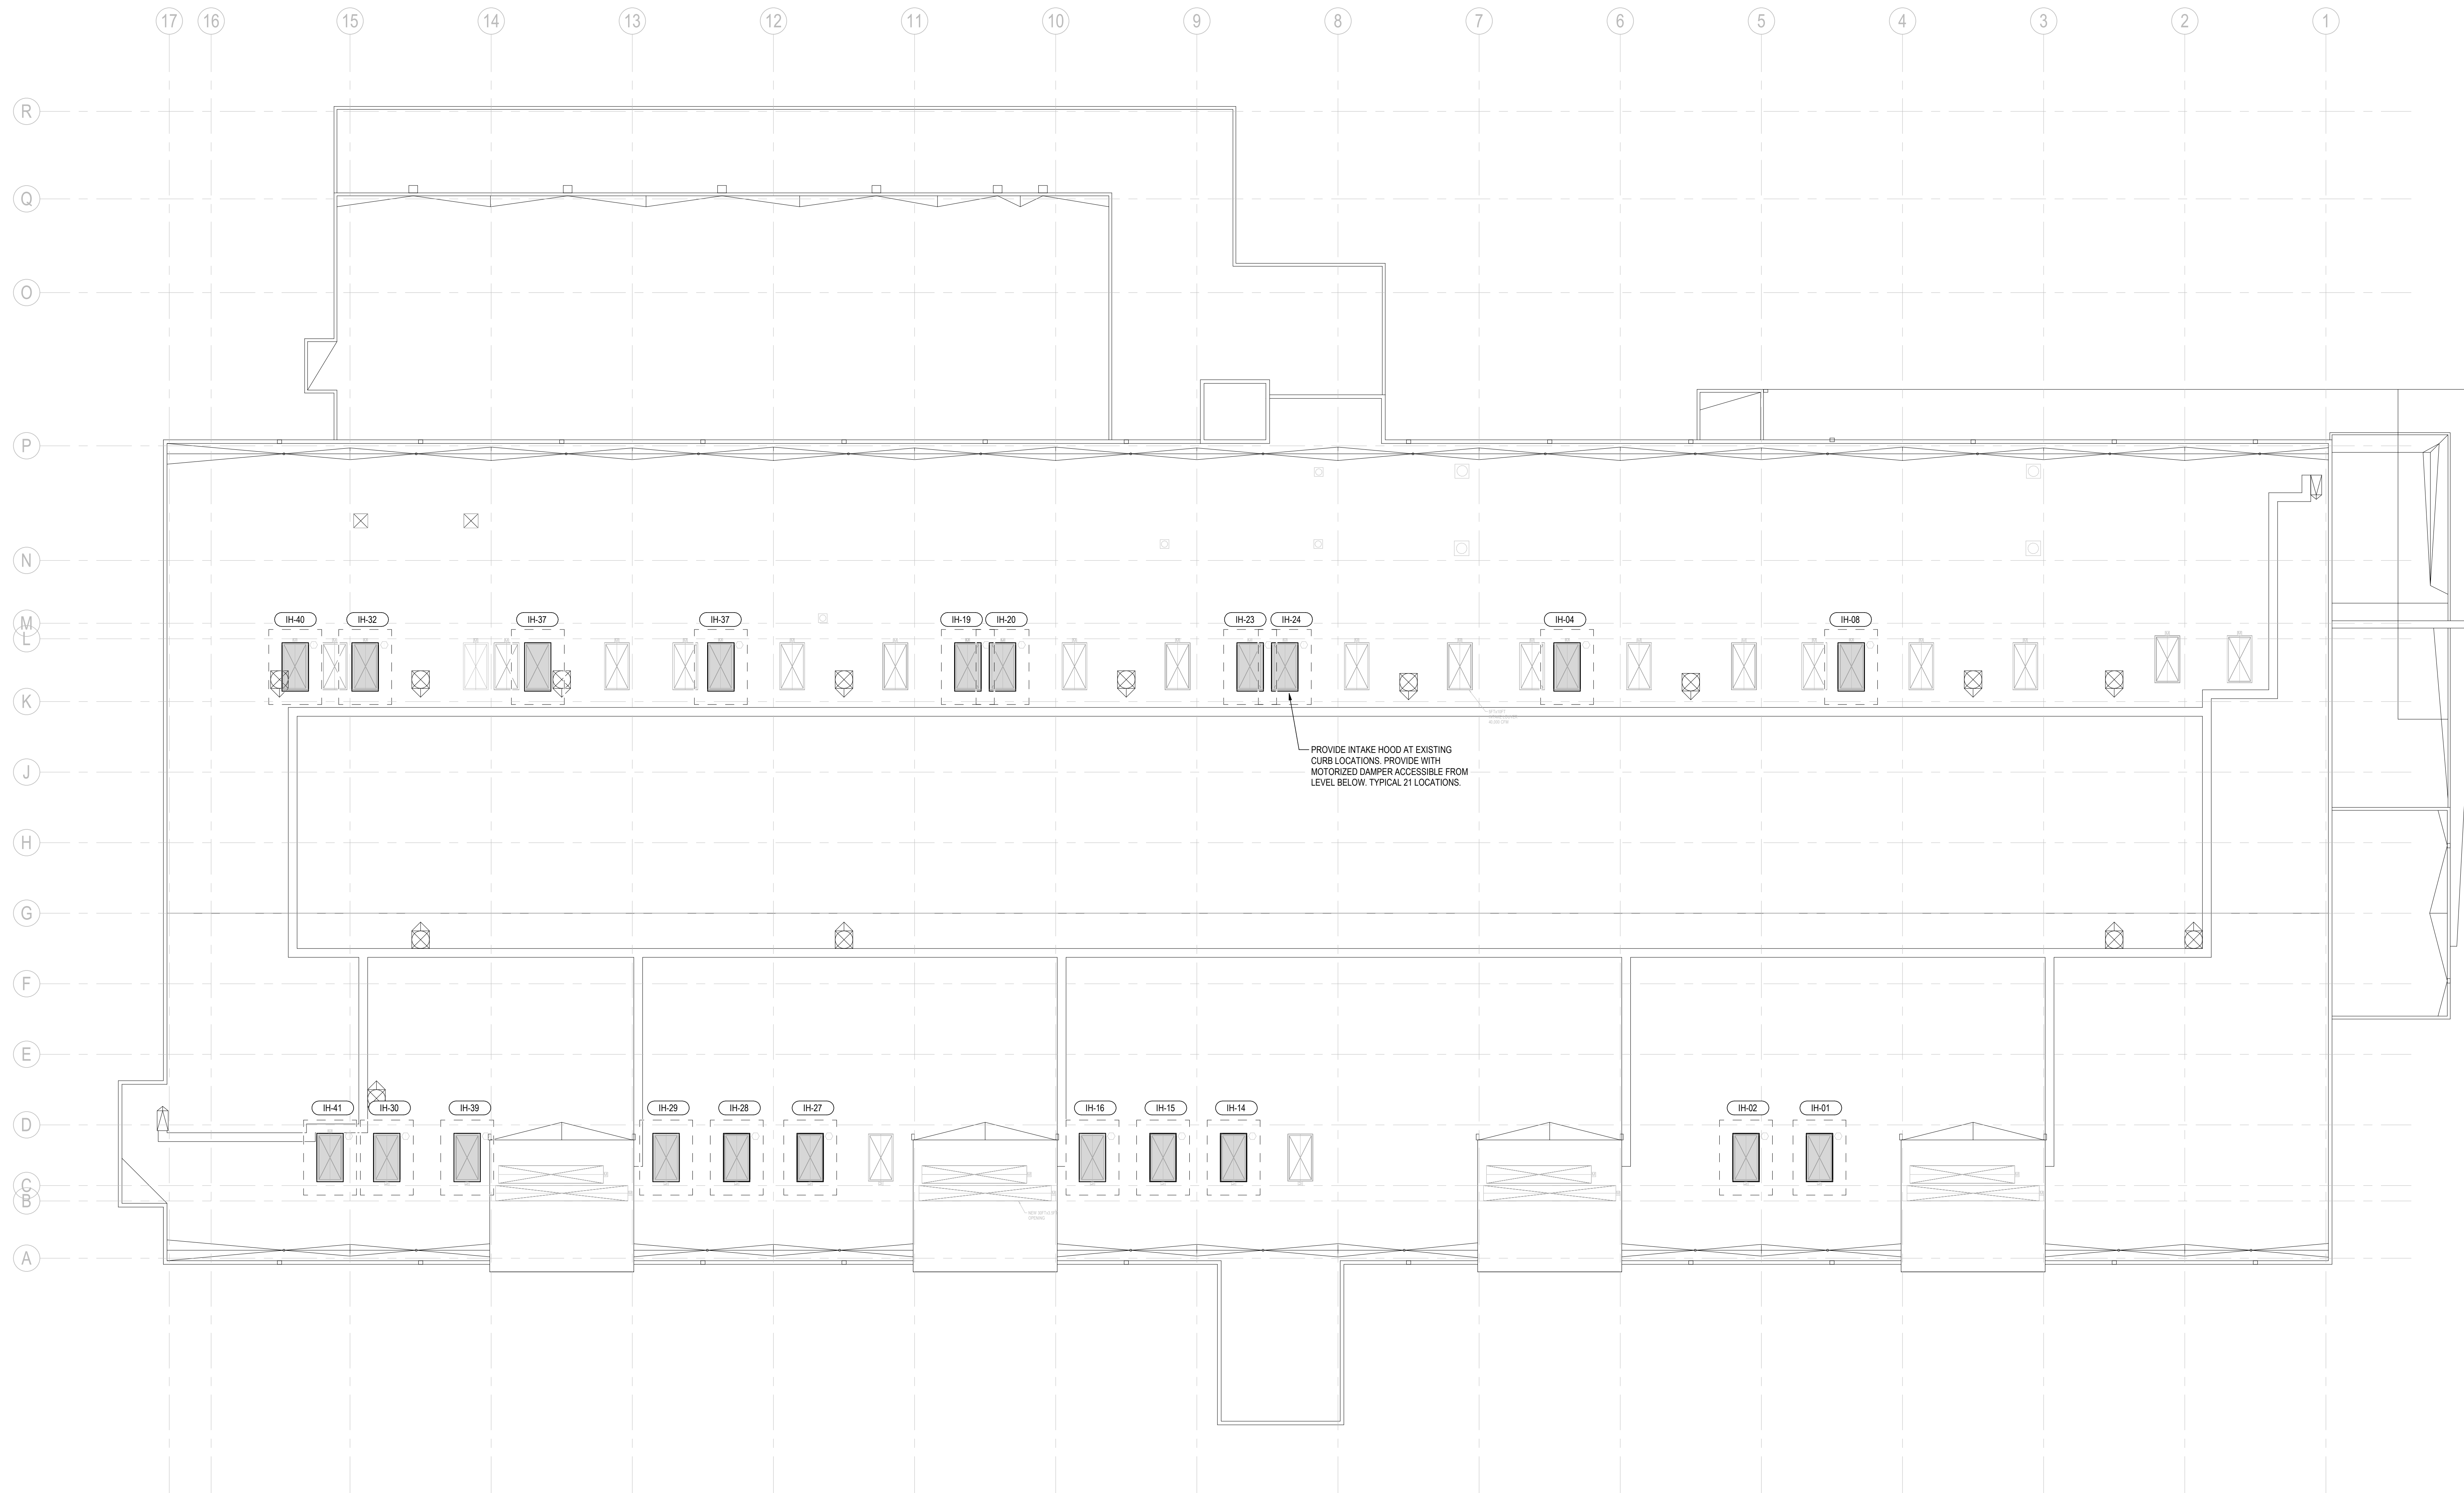 17 16 15 14 13 12 11 10 9 8 7 6 5 4 3 2 1
R
Q
O
P
N
M
L
IH-40 IH-32 IH-37 IH-37 IH-19 IH-20 IH-23 IH-24 IH-04 IH-08
K
J
PROVIDE INTAKE HOOD AT EXISTING
CURB LOCATIONS. PROVIDE WITH
MOTORIZED DAMPER ACCESSIBLE FROM
LEVEL BELOW. TYPICAL 21 LOCATIONS.
H
G
F
E
IH-41 IH-30 IH-39 IH-29 IH-28 IH-27 IH-16 IH-15 IH-14 IH-02 IH-01
D
C
B
OPENING
A